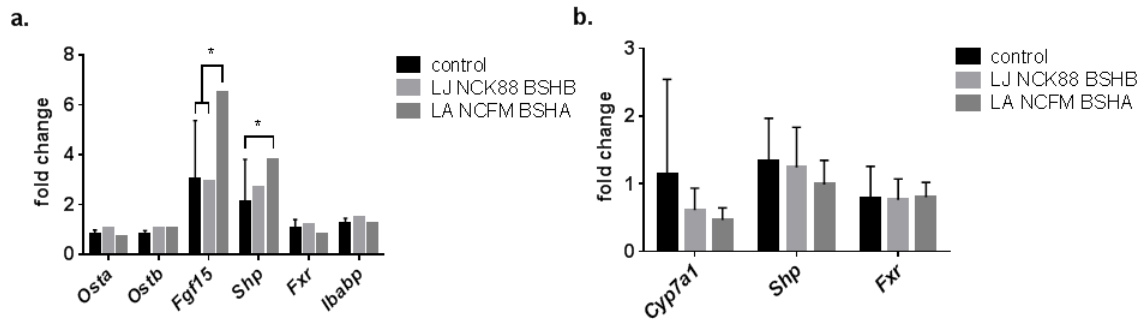 a.
fold change
8
6
4
2
0
*
*
control
LJ NCK88 BSHB
LA NCFM BSHA
Osta
Ostb
Fgf15
Shp
Fxr
Ibabp
b.
fold change
3
2
1
0
control
LJ NCK88 BSHB
LA NCFM BSHA
Cyp7a1
Shp
Fxr